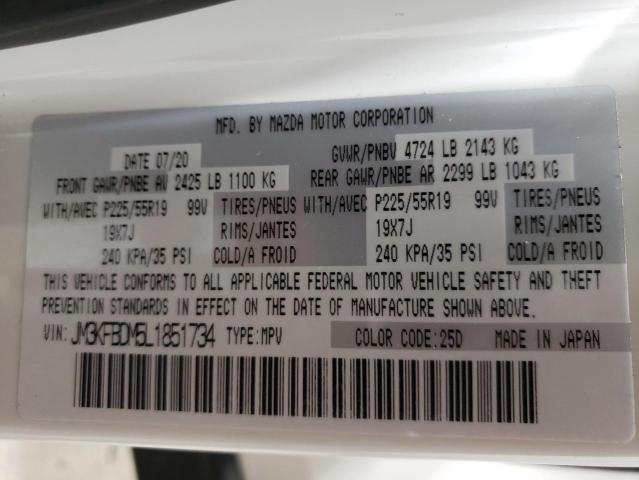 MFD. BY MAZDA MOTOR CORPORATION
DATE 07/20 GVWR/PNBV 4724 LB 2143 KG
FRONT GAWR/PNBE AV 2425 LB 1100 KG REAR GAWR/PNBE AR 2299 LB 1043 KG
WITH/AVEC P225/55R19 99V TIRES/PNEUS WITH/AVEC P225/55R19 99V TIRES/PNEUS
19X7J RIMS/JANTES 19X7J RIMS/JANTES
240 KPA/35 PSI COLD/A FROID 240 KPA/35 PSI COLD/A FROID
THIS VEHICLE CONFORMS TO ALL APPLICABLE FEDERAL MOTOR VEHICLE SAFETY AND THEFT
PREVENTION STANDARDS IN EFFECT ON THE DATE OF MANUFACTURE SHOWN ABOVE.
VIN: JM3KFBDM5L1851734 TYPE:MPV COLOR CODE:25D MADE IN JAPAN